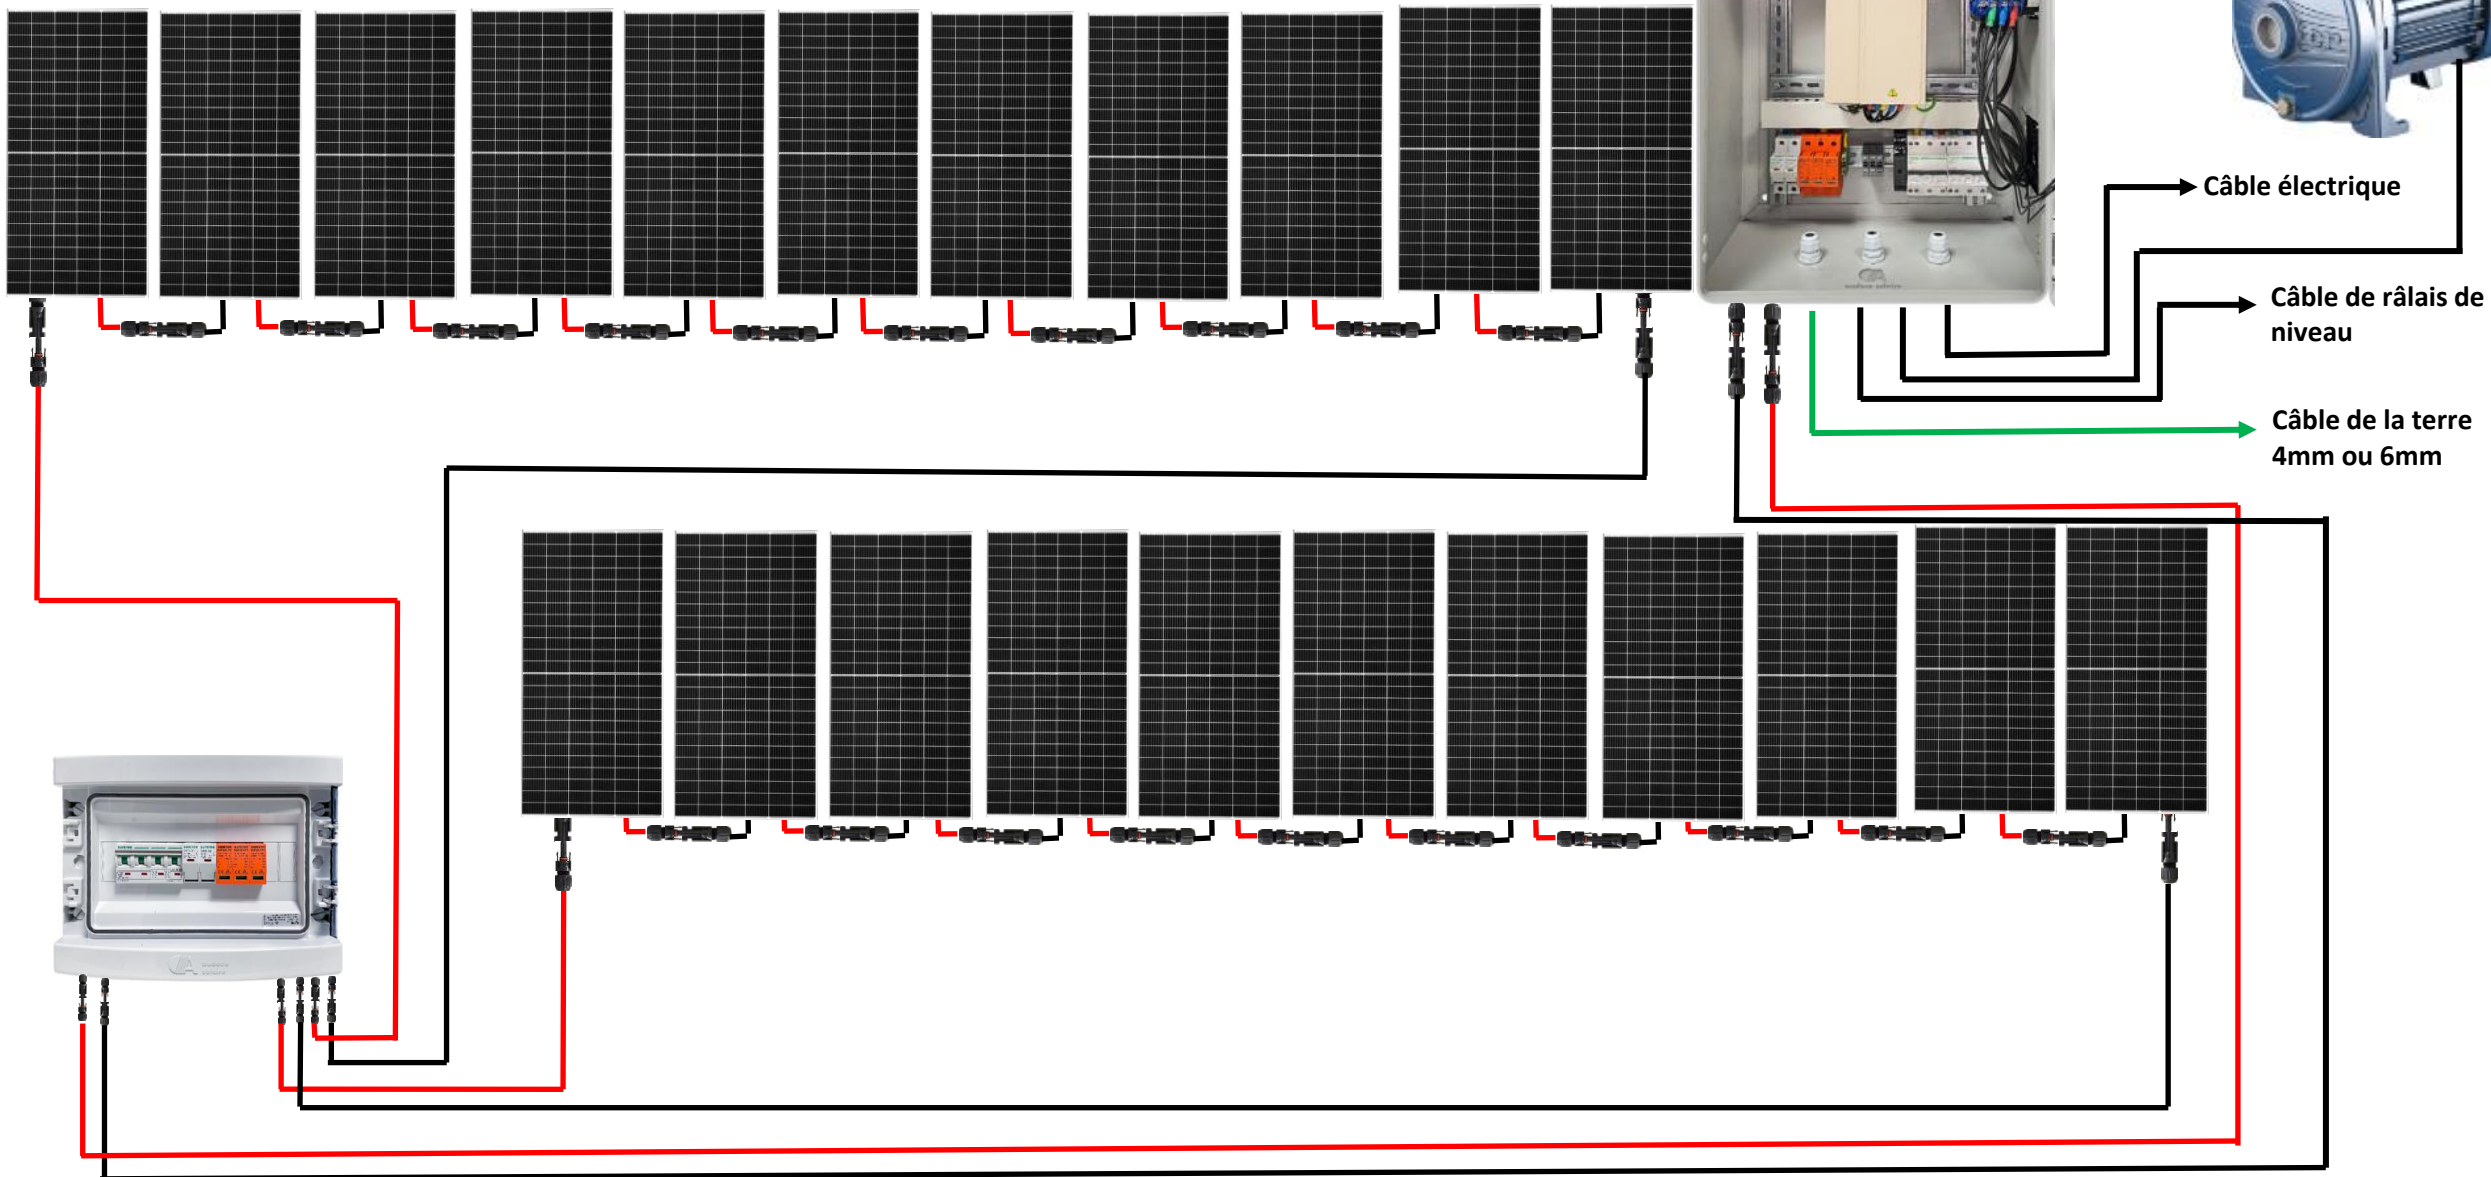 Câble électrique
Câble de râlais de
niveau
Câble de la terre
4mm ou 6mm